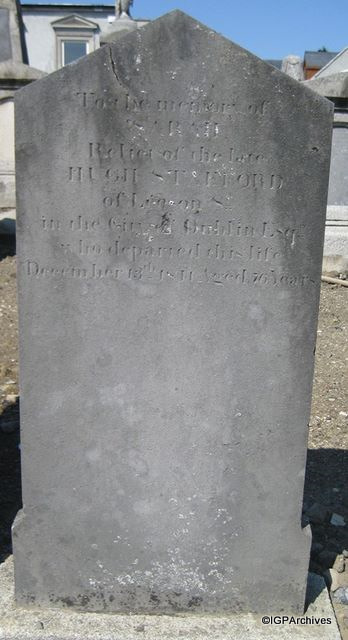 To the memory of
SARAH
Relict of the late
HUGH STAFFORD
of Leeson St
in the City of Dublin Esqr
who departed this life
December 13th 1841 Aged 76 Years
©IGPArchives